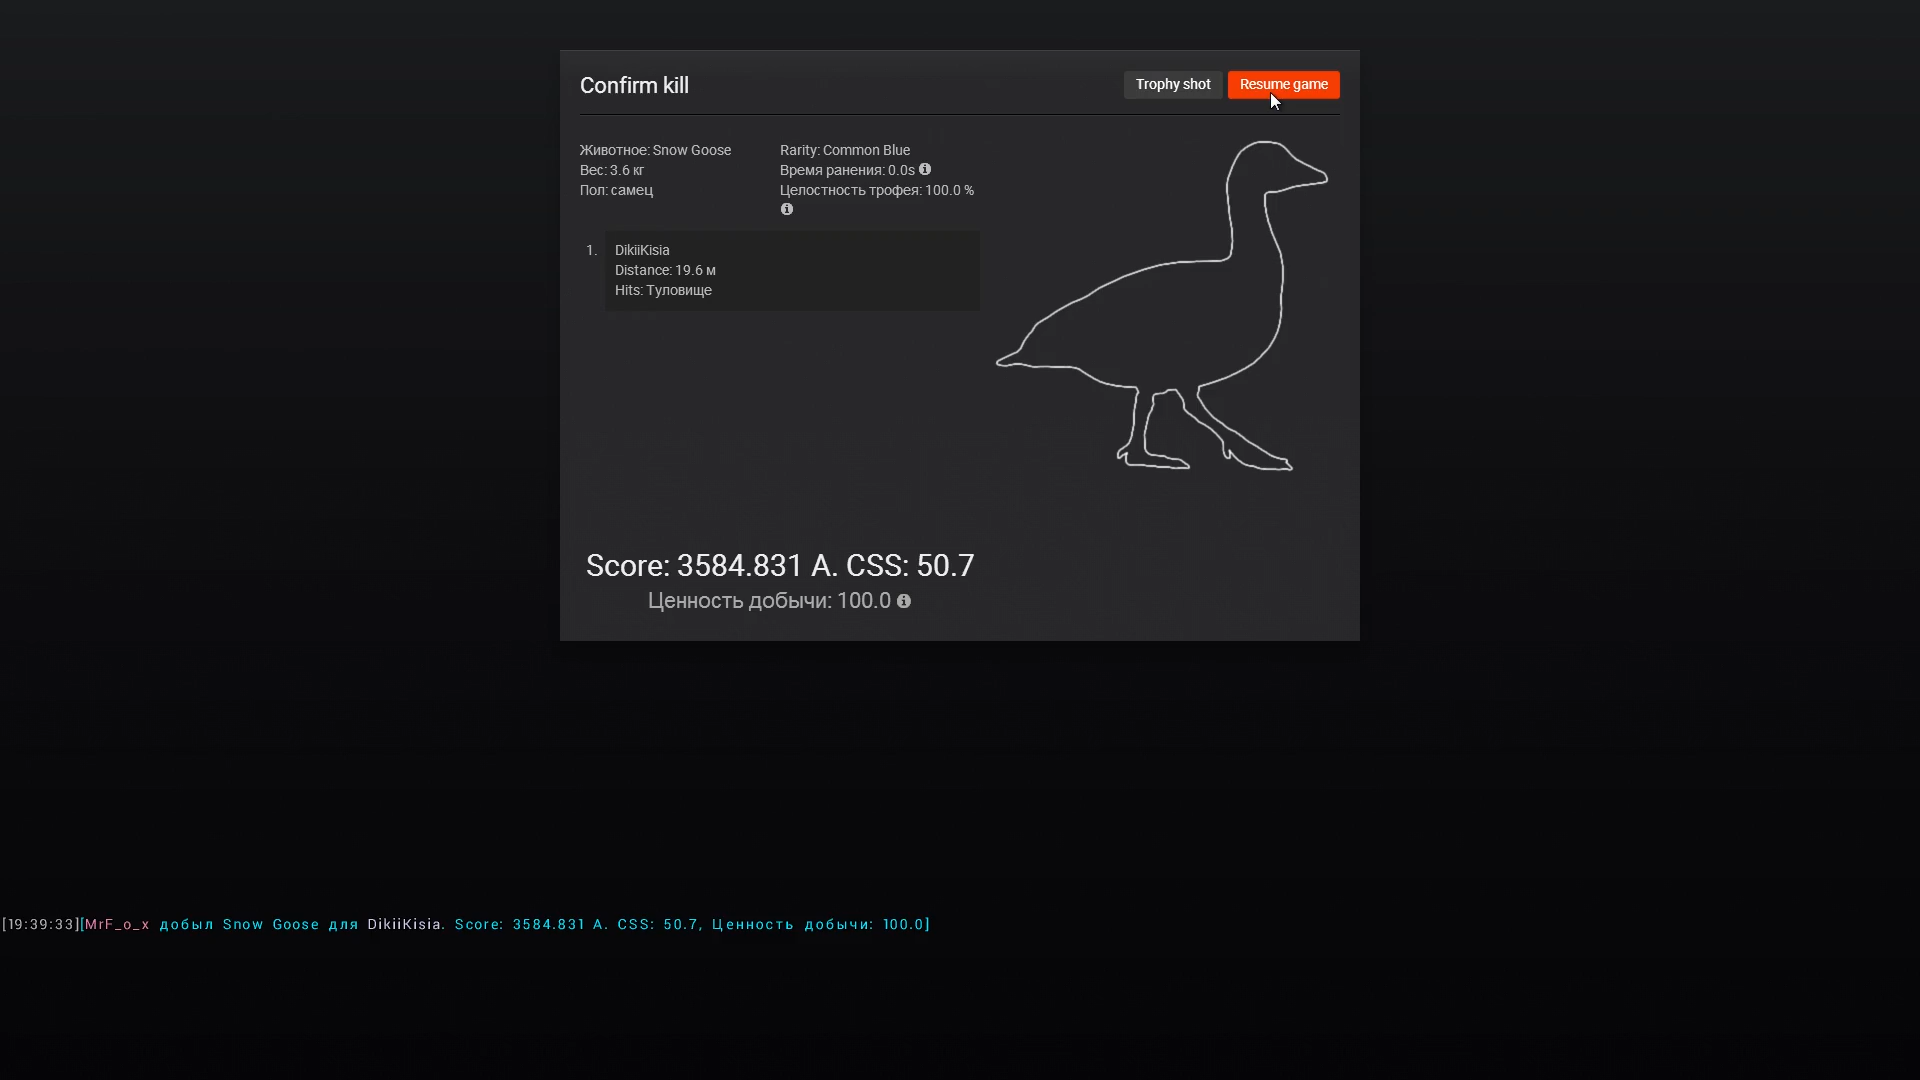 Confirm kill
Trophy shot
Resume game
Животное: Snow Goose
Вес: 3.6 кг
Пол: самец
Rarity: Common Blue
Время ранения: 0.0s
Целостность трофея: 100.0 %
1.
DikiiKisia
Distance: 19.6 м
Hits: Туловище
Score: 3584.831 A. CSS: 50.7
Ценность добычи: 100.0
[19:39:33][MrF_o_x добыл Snow Goose для DikiiKisia. Score: 3584.831 A. CSS: 50.7, Ценность добычи: 100.0]